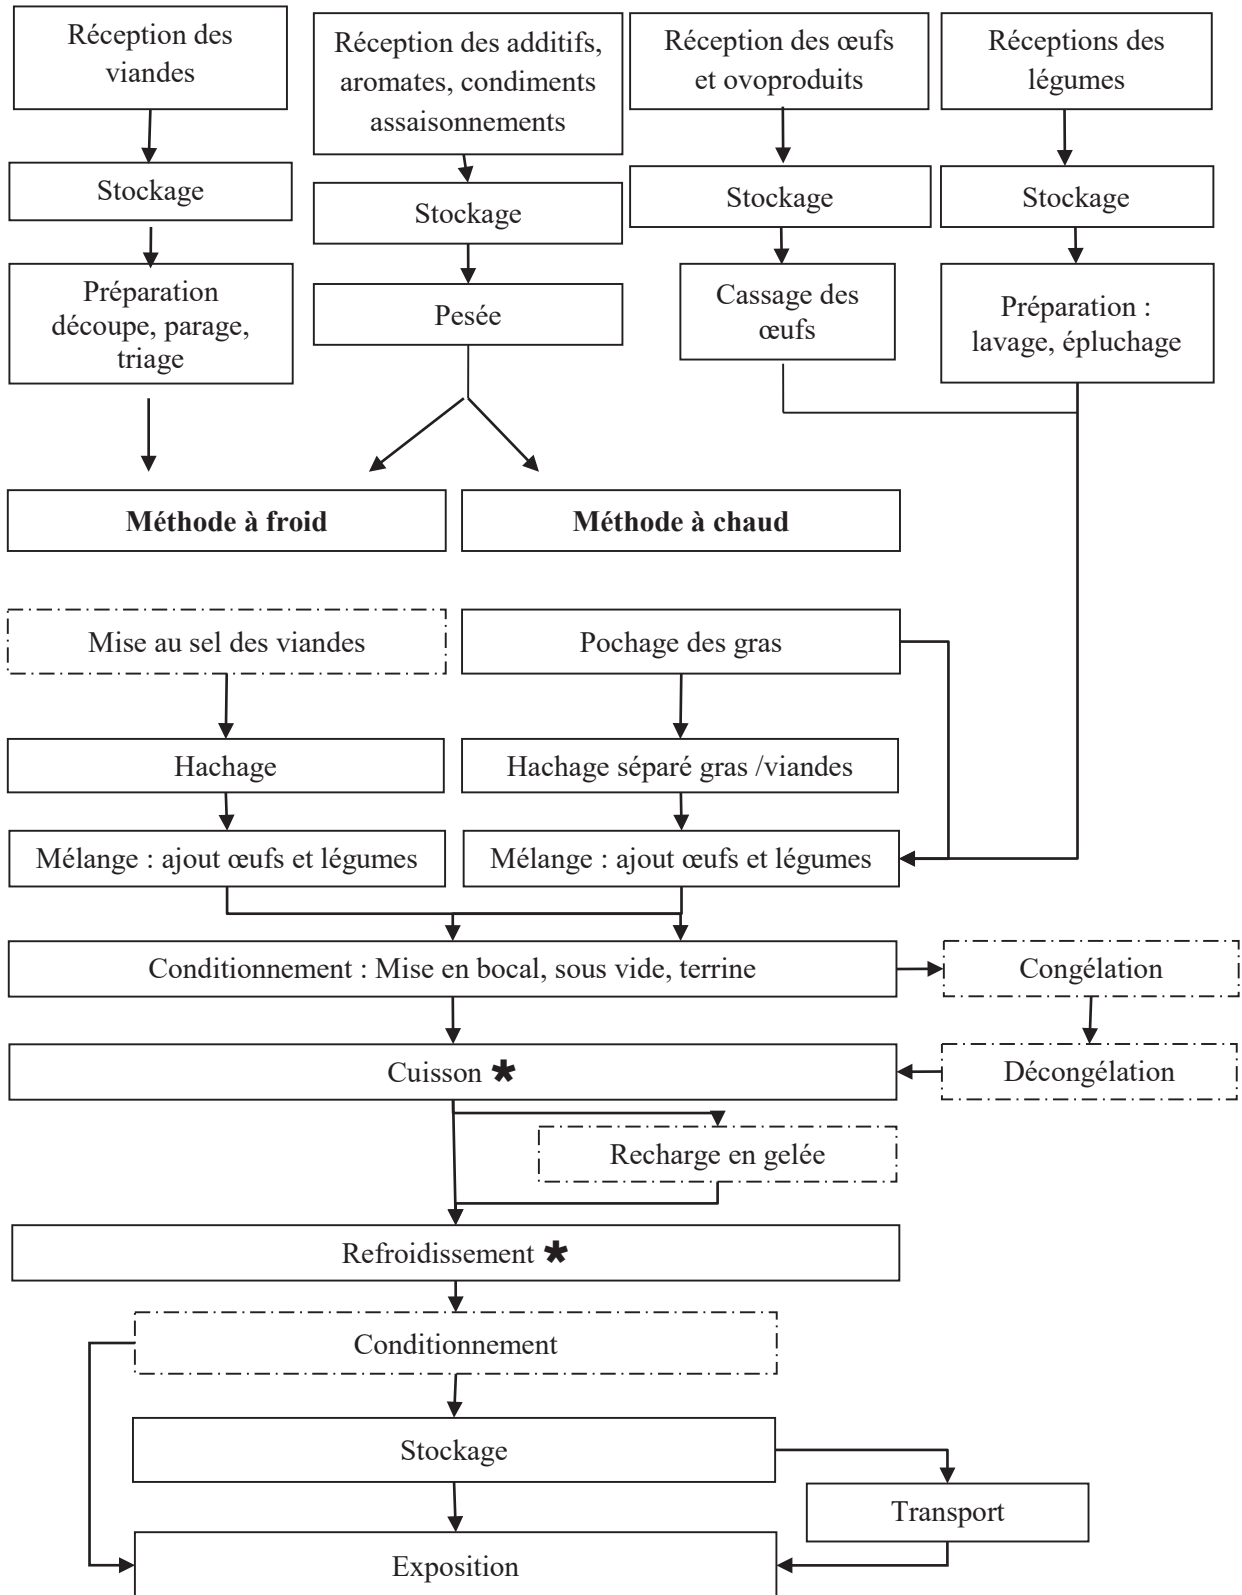 Réception des
viandes
Réception des additifs,
aromates, condiments
assaisonnements
Réception des œufs
et ovoproduits
Réceptions des
légumes
Stockage
Stockage
Stockage
Stockage
Préparation
découpe, parage,
triage
Pesée
Cassage des
œufs
Préparation :
lavage, épluchage
Méthode à froid
Méthode à chaud
Mise au sel des viandes
Pochage des gras
Hachage
Hachage séparé gras /viandes
Mélange : ajout œufs et légumes
Mélange : ajout œufs et légumes
Conditionnement : Mise en bocal, sous vide, terrine
Congélation
Cuisson *
Décongélation
Recharge en gelée
Refroidissement *
Conditionnement
Stockage
Transport
Exposition